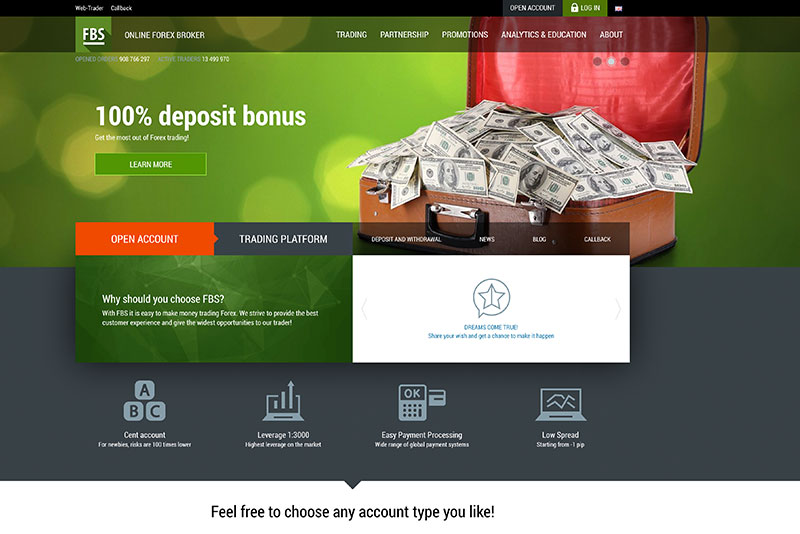 Web-Trader Callback
OPEN ACCOUNT LOG IN
FBS ONLINE FOREX BROKER
TRADING PARTNERSHIP PROMOTIONS ANALYTICS & EDUCATION ABOUT
OPENED ORDERS 908 766 297 ACTIVE TRADERS 13 499 970
100% deposit bonus
Get the most out of Forex trading!
LEARN MORE
OPEN ACCOUNT TRADING PLATFORM DEPOSIT AND WITHDRAWAL NEWS BLOG CALLBACK
Why should you choose FBS?
With FBS it is easy to make money trading Forex. We strive to provide the best
customer experience and give the widest opportunities to our trader!
DREAMS COME TRUE!
Share your wish and get a chance to make it happen
A
B C
OK
Cent account
For newbies, risks are 100 times lower
Leverage 1:3000
Highest leverage on the market
Easy Payment Processing
Wide range of global payment systems
Low Spread
Starting from -1 pip
Feel free to choose any account type you like!